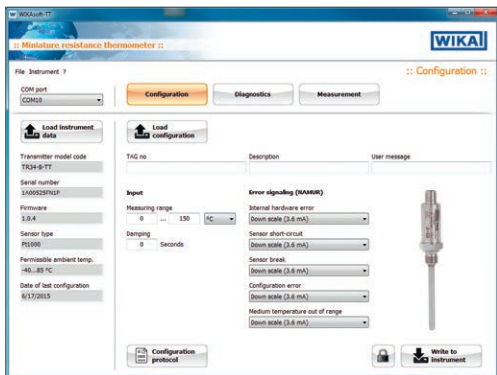 WIKAsoft-TT
:: Miniature resistance thermometer ::
WIKA
File Instrument ?
:: Configuration ::
COM port
COM10
Configuration
Diagnostics
Measurement
Load instrument data
Load configuration
Transmitter model code
TR34-B-TT
Serial number
1A00525FN1P
Firmware
1.0.4
Sensor type
Pt1000
Permissible ambient temp.
-40...85 °C
Date of last configuration
8/17/2015
TAG no
Description
User message
Input
Measuring range
0 ... 150 °C
Damping
0 Seconds
Error signaling (NAMUR)
Internal hardware error
Down scale (3.6 mA)
Sensor short-circuit
Down scale (3.6 mA)
Sensor break
Down scale (3.6 mA)
Configuration error
Down scale (3.6 mA)
Medium temperature out of range
Down scale (3.6 mA)
Configuration protocol
Write to instrument